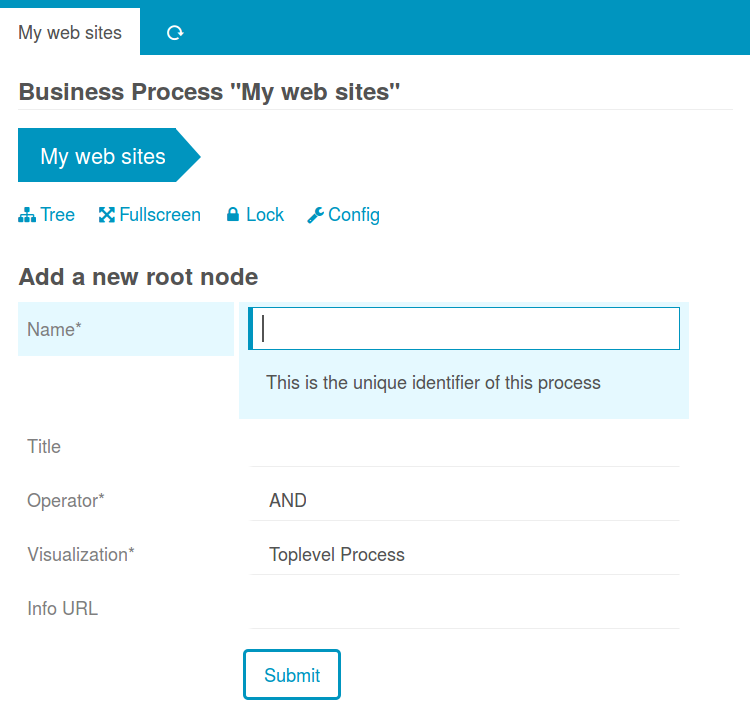 My web sites
Business Process "My web sites"
My web sites
Tree Fullscreen Lock Config
Add a new root node
Name*
This is the unique identifier of this process
Title
Operator* AND
Visualization* Toplevel Process
Info URL
Submit